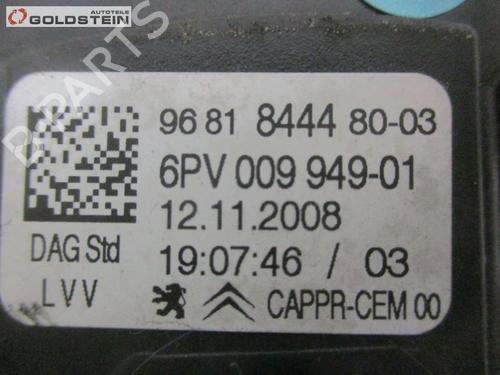 AUTOTEILE
GOLDSTEIN
B-PARTS
96 81 8444 80-03
6PV 009 949-01
12.11.2008
DAG Std
19:07:46 / 03
LVV
CAPPR-CEM 00